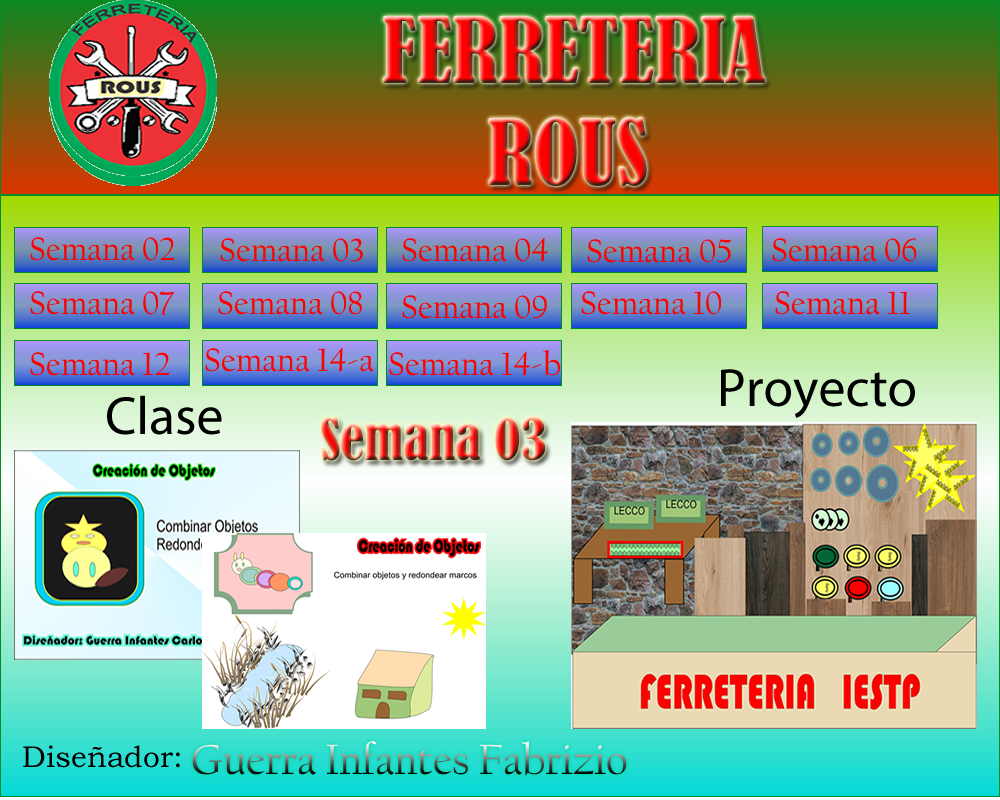 FERRETERIA
ROUS
FERRETERIA
ROUS
Semana 02
Semana 03
Semana 04
Semana 05
Semana 06
Semana 07
Semana 08
Semana 09
Semana 10
Semana 11
Semana 12
Semana 14-a
Semana 14-b
Clase
Semana 03
Proyecto
Creación de Objetos
Combinar Objetos
Redonde
Diseñador: Guerra Infantes Carlo
Creación de Objetos
Combinar objetos y redondear marcos
LECCO
LECCO
FERRETERIA IESTP
Diseñador: Guerra Infantes Fabrizio